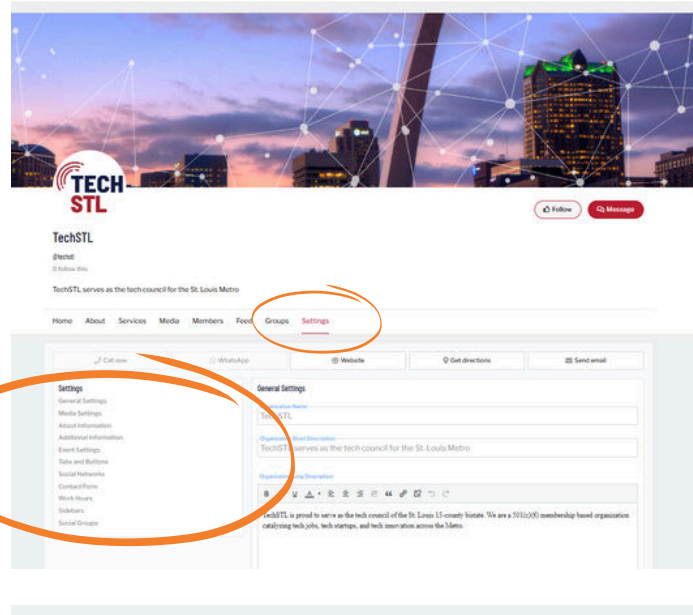 at&t
TECH
STL
Follow
Message
TechSTL
@techstl
0 follow this
TechSTL serves as the tech council for the St. Louis Metro
Home About Services Media Members Feed Groups Settings
Call now WhatsApp Website Get directions Send email
Settings
General Settings
Media Settings
About Information
Additional Information
Event Settings
Tabs and Buttons
Social Networks
Contact Form
Work Hours
Sidebars
Social Groups
General Settings
Organization Name
TechSTL
Organization Short Description
TechSTL serves as the tech council for the St. Louis Metro
Organization Long Description
B U A
TechSTL is proud to serve as the tech council of the St. Louis 15-county bistate. We are a 501(c)(6) membership based organization
catalyzing tech jobs, tech startups, and tech innovation across the Metro.